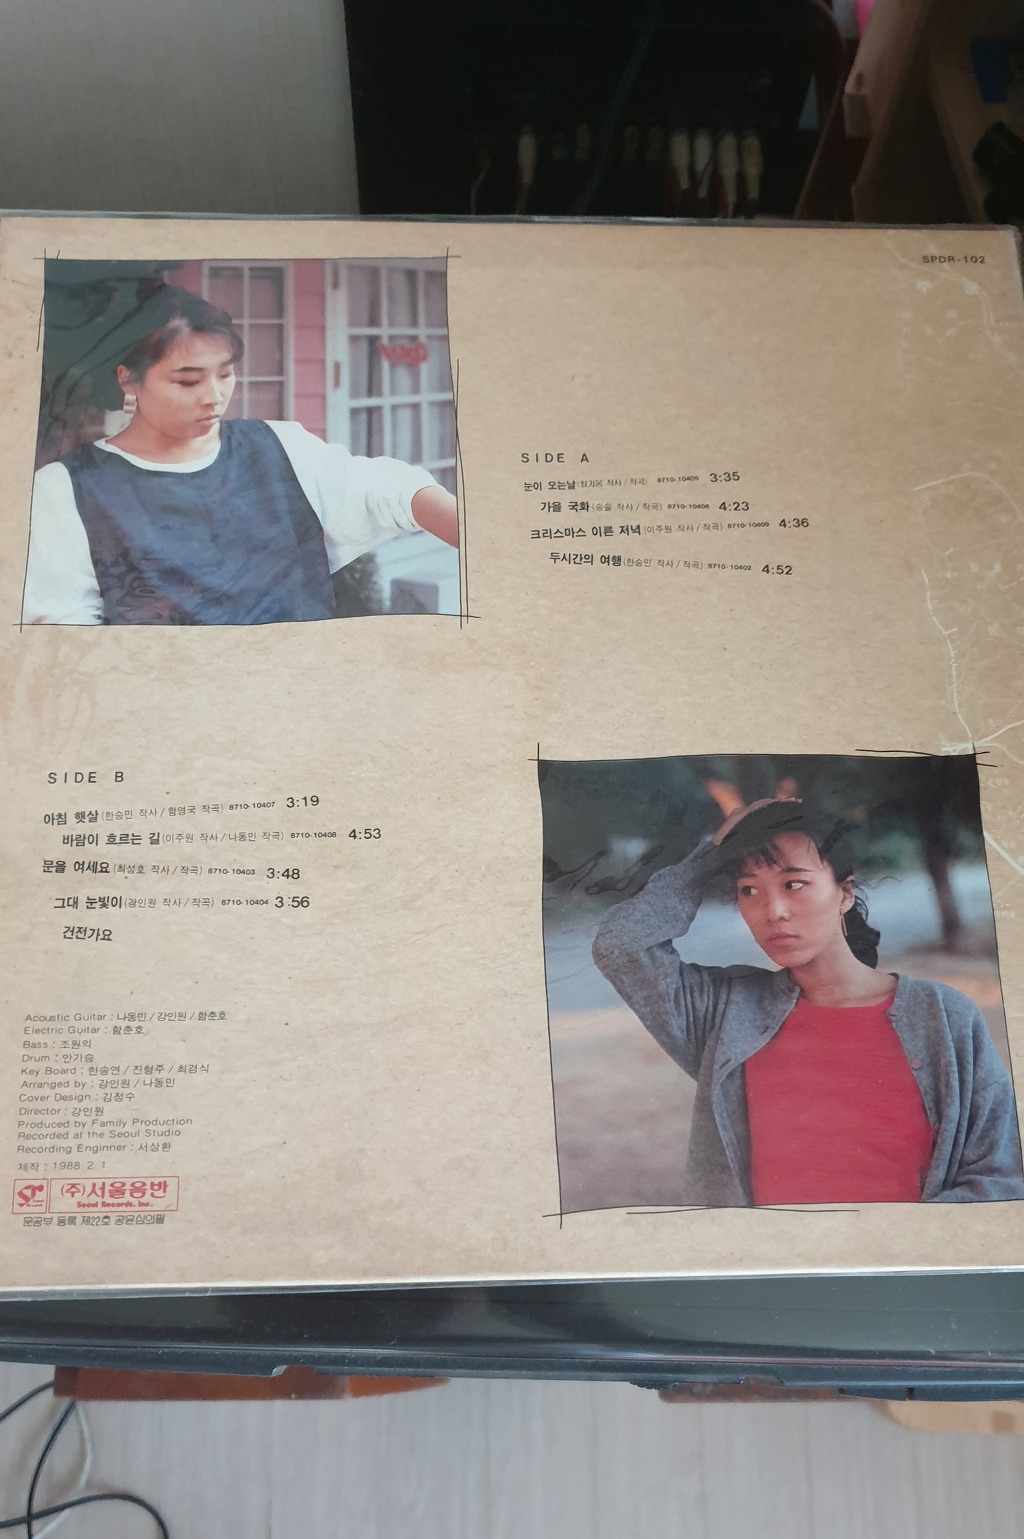 SPDR-102
SIDE A
눈이 오는날(최기옹 작사/작곡) 8710-10405 3:35
가을 국화(송솔 작사/작곡) 8710-10406 4:23
크리스마스 이른 저녁(이주원 작사/작곡) 8710-10409 4:36
두시간의 여행(한승민 작사/작곡) 8710-10402 4:52
SIDE B
아침 햇살(한승민 작사/함영국 작곡) 8710-10407 3:19
바람이 흐르는 길(이주원 작사/나동민 작곡) 8710-10408 4:53
문을 여세요(최성호 작사/작곡) 8710-10403 3:48
그대 눈빛이(강인원 작사/작곡) 8710-10404 3:56
건전가요
Acoustic Guitar : 나동민/강인원/함춘호
Electric Guitar : 함춘호
Bass : 조원익
Drum : 안기승
Key Board : 한송연/진형주/최경식
Arranged by : 강인원/나동민
Cover Design : 김정수
Director : 강인원
Produced by Family Production
Recorded at the Seoul Studio
Recording Enginner : 서상환
제작 : 1988. 2. 1
(주)서울음반
Seoul Records. Inc.
문공부 등록 제22호 공윤심의필